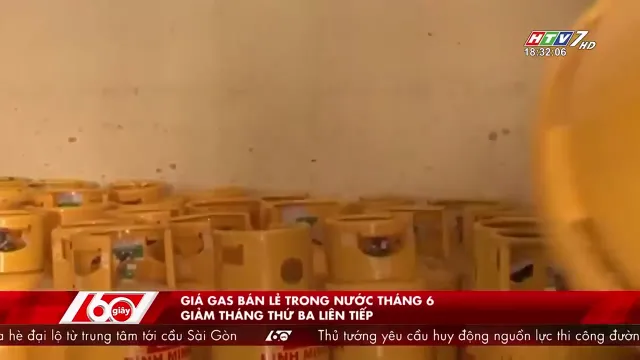 HTV7 HD
18:32:06
60 giây
GIÁ GAS BÁN LẺ TRONG NƯỚC THÁNG 6
GIẢM THÁNG THỨ BA LIÊN TIẾP
a hè đại lộ từ trung tâm tới cầu Sài Gòn
60s
Thủ tướng yêu cầu huy động nguồn lực thi công đườn